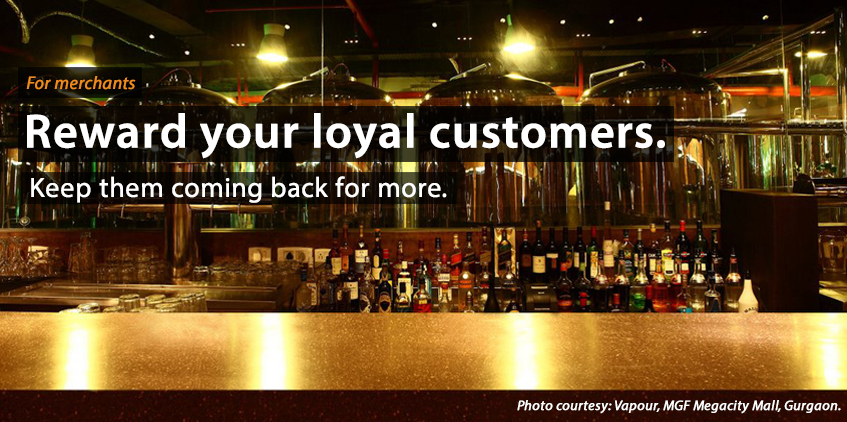 For merchants
Reward your loyal customers.
Keep them coming back for more.
Photo courtesy: Vapour, MGF Megacity Mall, Gurgaon.